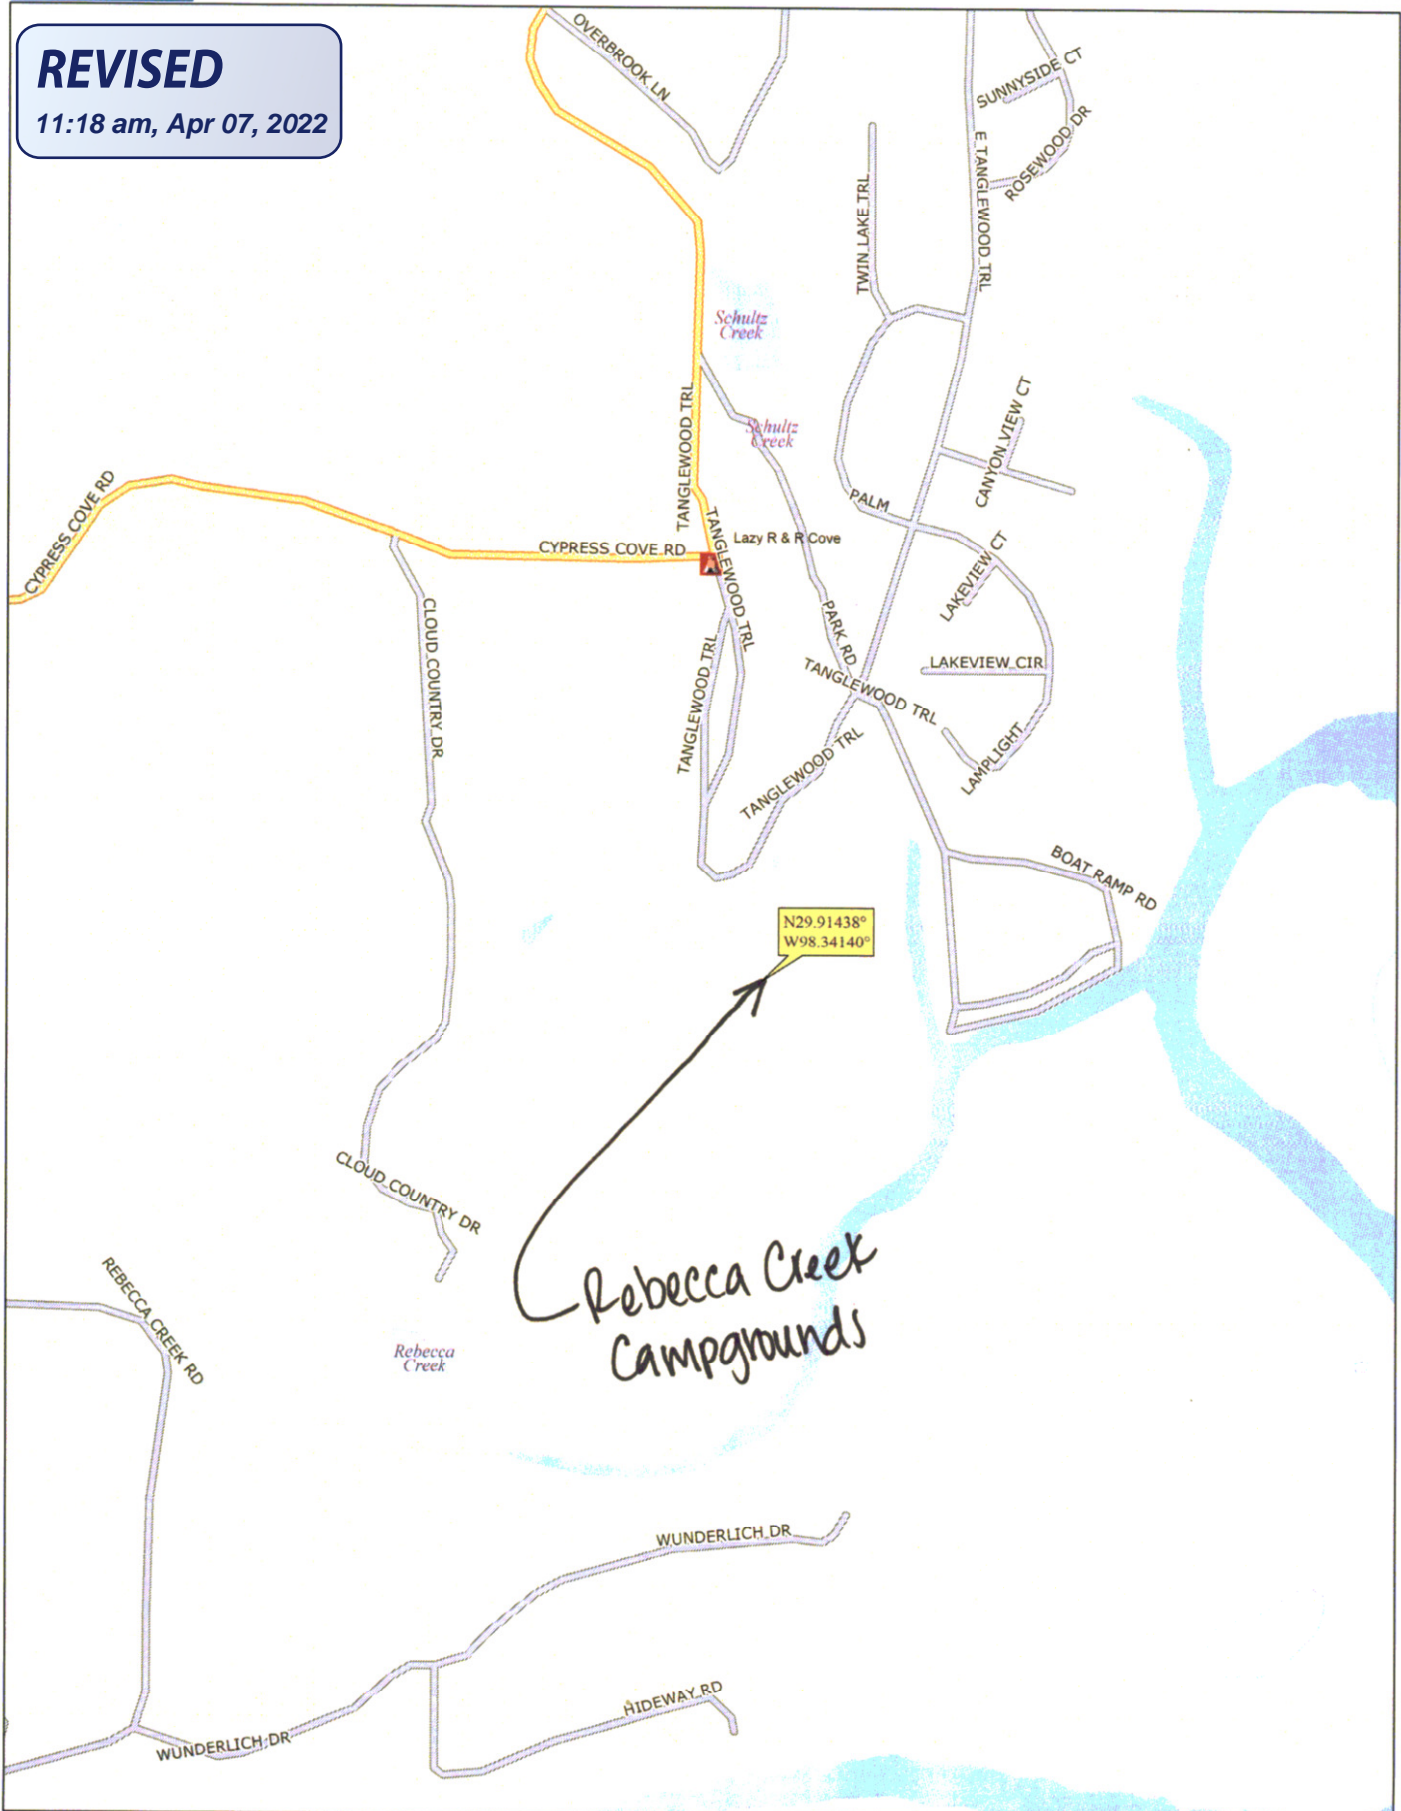 REVISED
11:18 am, Apr 07, 2022
OVERBROOK LN
SUNNYSIDE CT
ROSEWOOD DR
E TANGLEWOOD TRL
TWIN LAKE TRL
Schultz
Creek
TANGLEWOOD TRL
Schultz
Creek
CANYON VIEW CT
CYPRESS COVE RD
PALM
TANGLEWOOD TRL
Lazy R & R Cove
CYPRESS COVE RD
LAKEVIEW CT
CLOUD COUNTRY DR
PARK RD
TANGLEWOOD TRL
LAKEVIEW CIR
TANGLEWOOD TRL
TANGLEWOOD TRL
LAMPLIGHT
BOAT RAMP RD
N29.91438°
W98.34140°
CLOUD COUNTRY DR
Rebecca Creek
Campgrounds
REBECCA CREEK RD
Rebecca
Creek
WUNDERLICH DR
HIDEWAY RD
WUNDERLICH DR